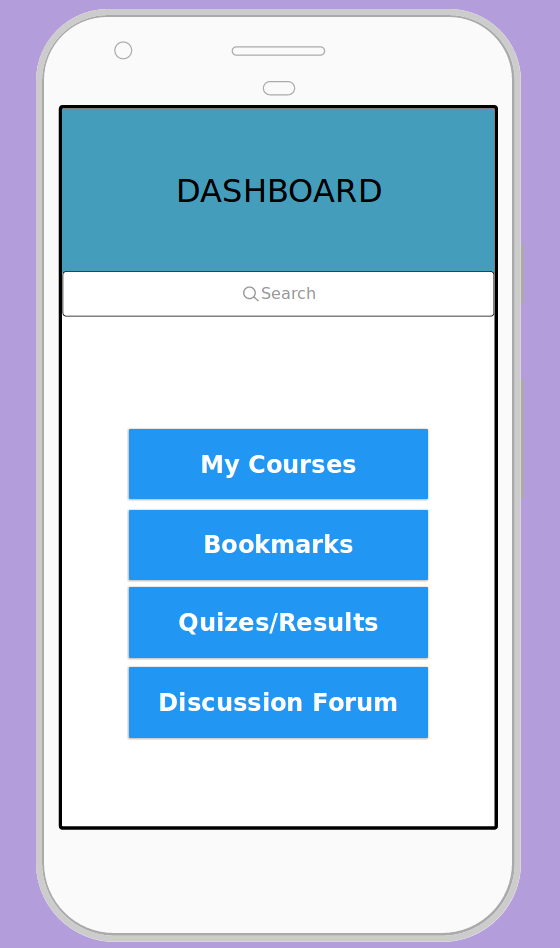 DASHBOARD
Search
My Courses
Bookmarks
Quizes/Results
Discussion Forum